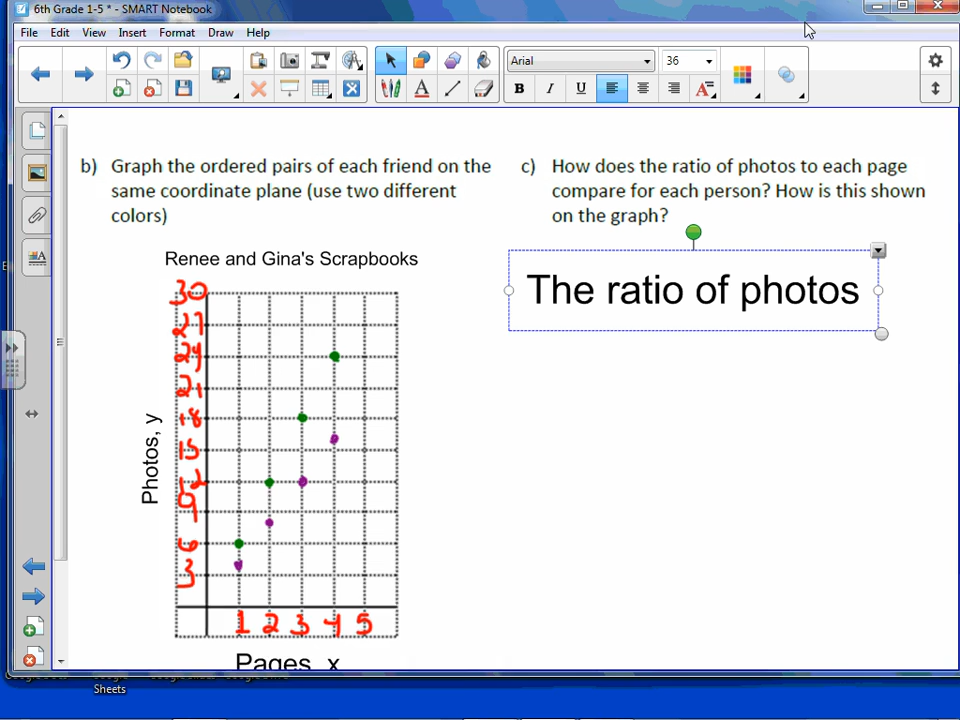 6th Grade 1-5 * - SMART Notebook
File Edit View Insert Format Draw Help
Arial 36
B I U A
b) Graph the ordered pairs of each friend on the
same coordinate plane (use two different
colors)
c) How does the ratio of photos to each page
compare for each person? How is this shown
on the graph?
The ratio of photos
Renee and Gina's Scrapbooks
30
27
24
21
18
15
12
9
6
3
Photos, y
1 2 3 4 5
Pages, x
Sheets